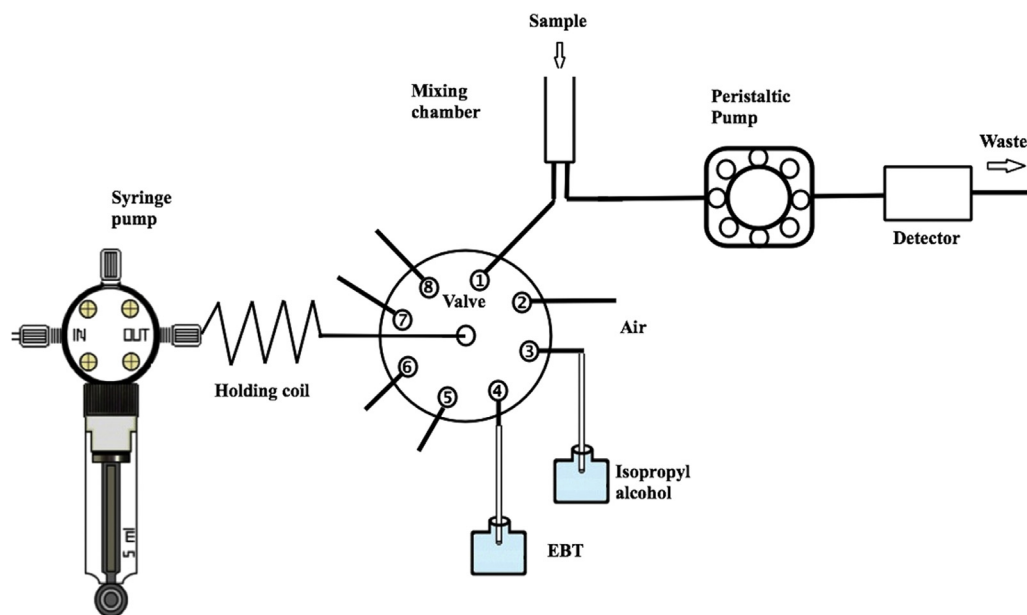 Sample
Mixing
chamber
Peristaltic
Pump
Waste
Syringe
pump
Detector
IN
OUT
Valve
1
2
3
4
5
6
7
8
Air
Holding coil
Isopropyl
alcohol
EBT
5 ml